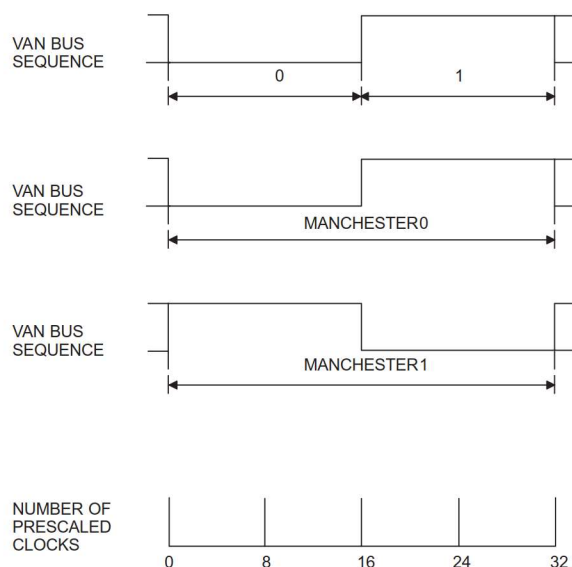 VAN BUS
SEQUENCE
0
1
VAN BUS
SEQUENCE
MANCHESTER0
VAN BUS
SEQUENCE
MANCHESTER1
NUMBER OF
PRESCALED
CLOCKS
0 8 16 24 32